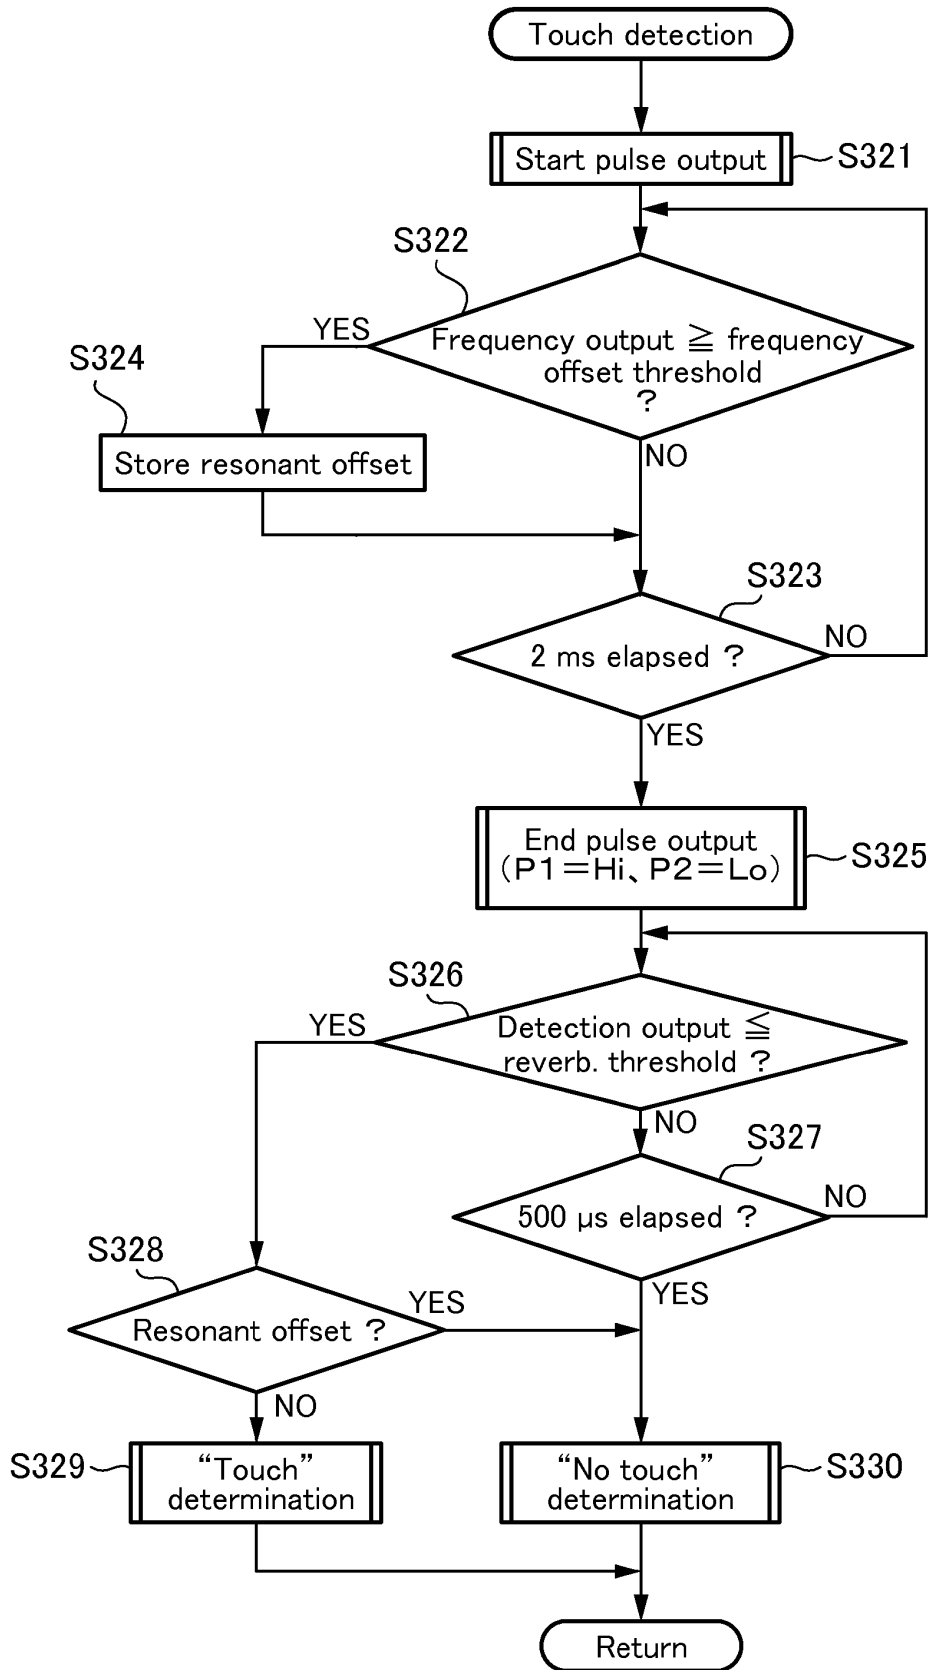 Touch detection
Start pulse output
S321
S322
YES
Frequency output ≧ frequency
offset threshold
?
S324
Store resonant offset
NO
S323
2 ms elapsed ?
NO
YES
End pulse output
(P1=Hi、P2=Lo)
S325
S326
YES
Detection output ≦
reverb. threshold ?
NO
S327
500 µs elapsed ?
NO
YES
S328
Resonant offset ?
YES
NO
S329
“Touch”
determination
“No touch”
determination
S330
Return